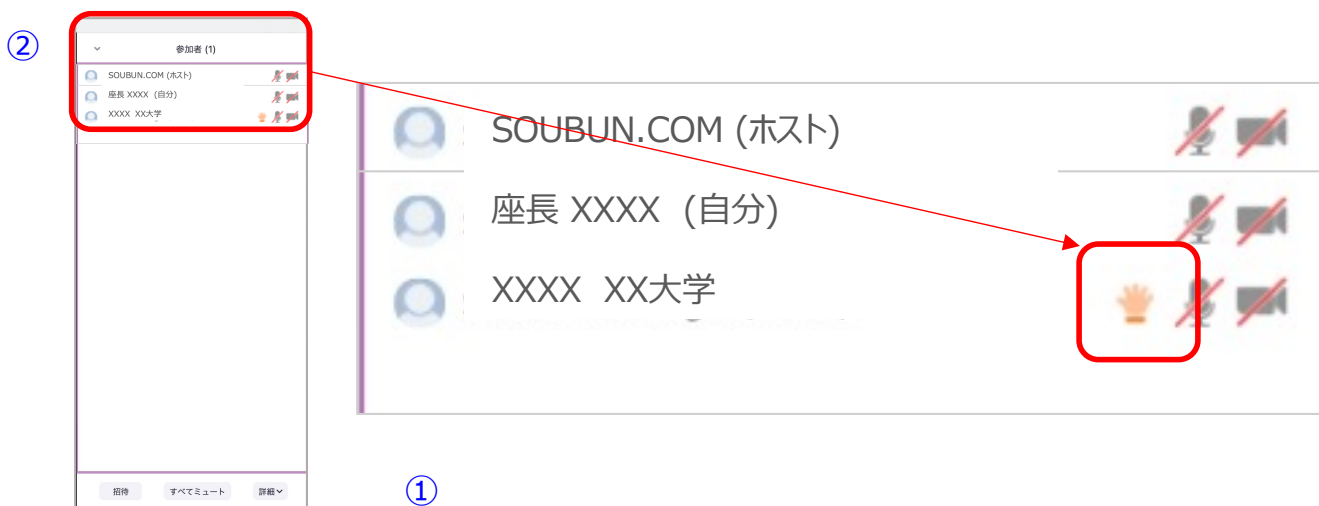 ②
参加者 (1)
SOUBUN.COM (ホスト)
座長 XXXX (自分)
XXXX XX大学
招待 すべてミュート 詳細
SOUBUN.COM (ホスト)
座長 XXXX (自分)
XXXX XX大学
①